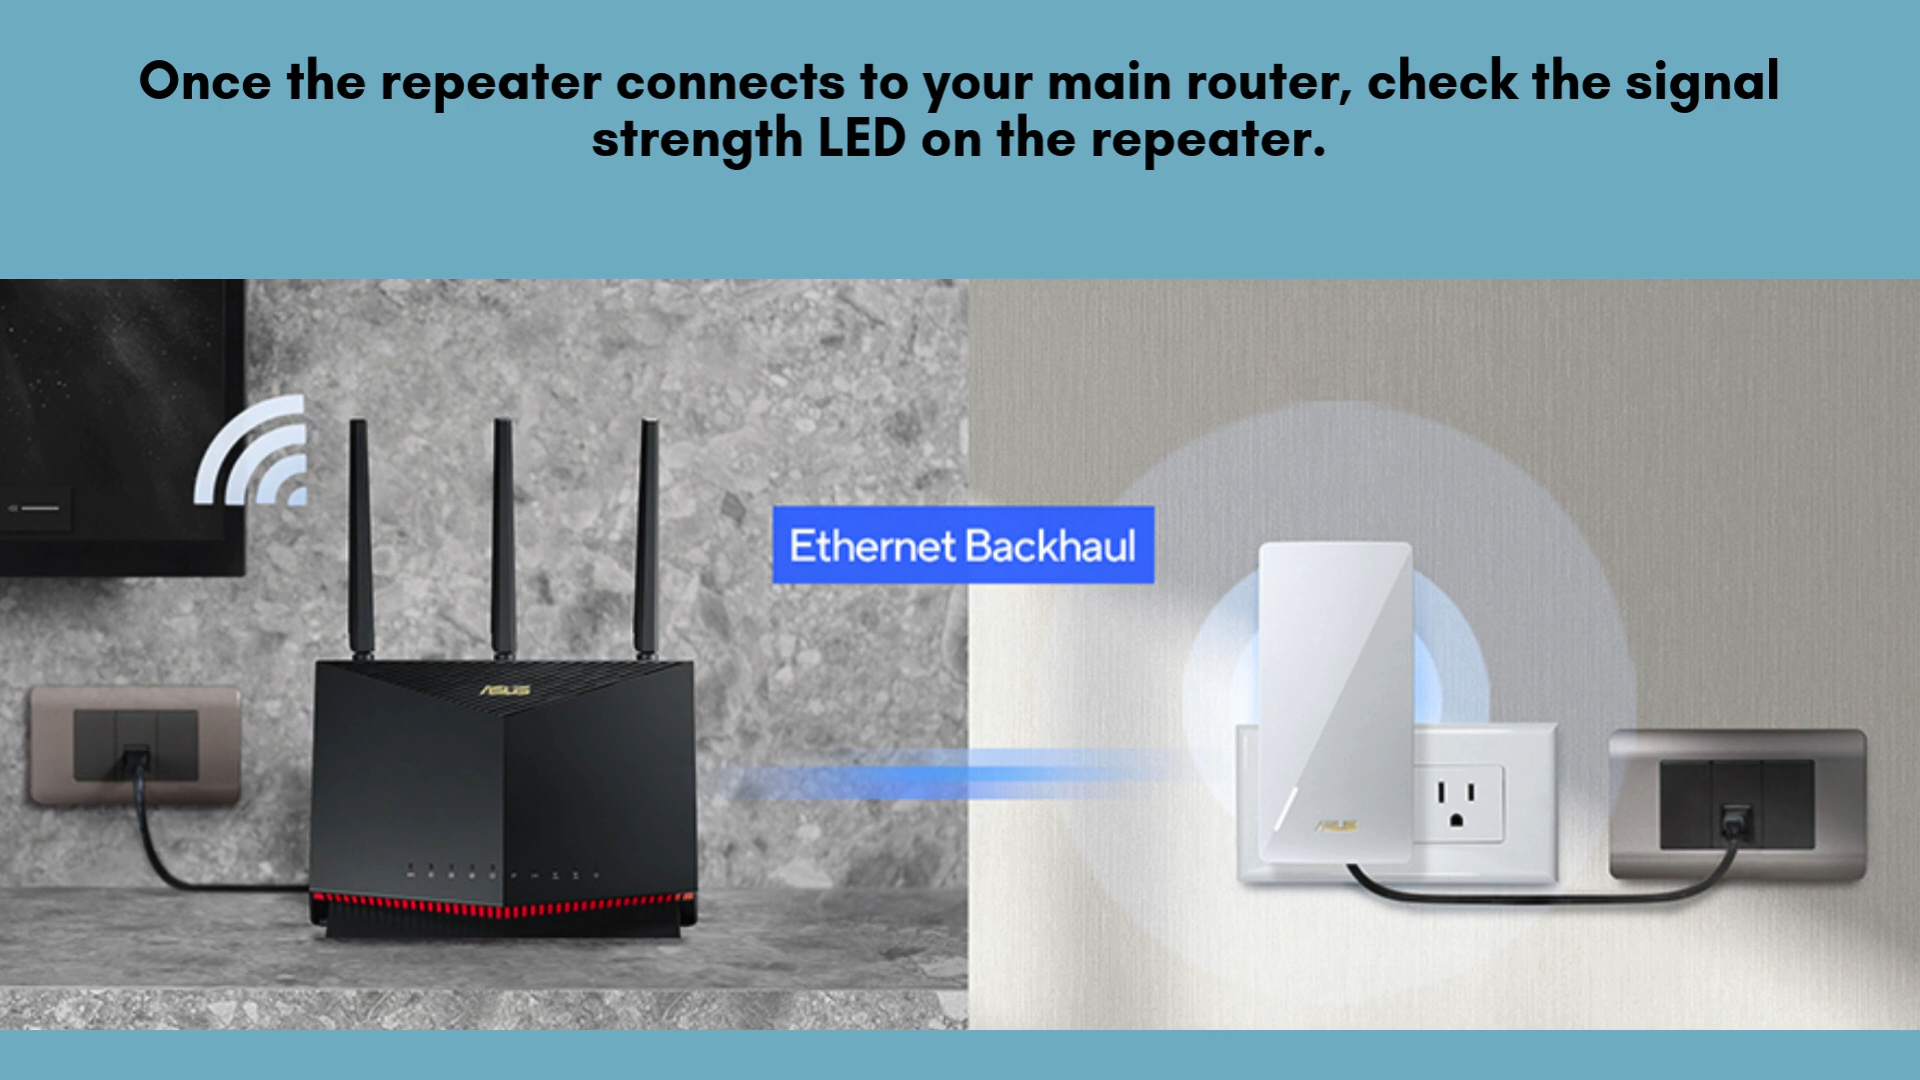 Once the repeater connects to your main router, check the signal
strength LED on the repeater.
Ethernet Backhaul
ASUS
ASUS